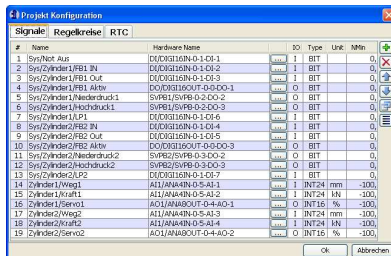 Projekt Konfiguration
Signale Regelkreise RTC
# Name Hardware Name IO Type Unit NMin
1 Sys/Not Aus DI/DIGI16IN-0-1-DI-1 ... I BIT 0,
2 Sys/Zylinder1/FB1 IN DI/DIGI16IN-0-1-DI-2 ... I BIT 0,
3 Sys/Zylinder1/FB1 Out DI/DIGI16IN-0-1-DI-3 ... I BIT 0,
4 Sys/Zylinder1/FB1 Aktiv DO/DIGI16OUT-0-0-DO-1 ... O BIT 0,
5 Sys/Zylinder1/Niederdruck1 SVPB1/SVPB-0-2-DO-2 ... O BIT 0,
6 Sys/Zylinder1/Hochdruck1 SVPB1/SVPB-0-2-DO-3 ... O BIT 0,
7 Sys/Zylinder1/LP1 DI/DIGI16IN-0-1-DI-6 ... I BIT 0,
8 Sys/Zylinder2/FB2 IN DI/DIGI16IN-0-1-DI-4 ... I BIT 0,
9 Sys/Zylinder2/FB2 Out DI/DIGI16IN-0-1-DI-5 ... I BIT 0,
10 Sys/Zylinder2/FB2 Aktiv DO/DIGI16OUT-0-0-DO-3 ... O BIT 0,
11 Sys/Zylinder2/Niederdruck2 SVPB1/SVPB-0-3-DO-2 ... O BIT 0,
12 Sys/Zylinder2/Hochdruck2 SVPB1/SVPB-0-3-DO-3 ... O BIT 0,
13 Sys/Zylinder2/LP2 DI/DIGI16IN-0-1-DI-7 ... I BIT 0,
14 Zylinder1/Weg1 AI1/ANA4IN-0-5-AI-1 ... I INT24 mm -100,
15 Zylinder1/Kraft1 AI1/ANA4IN-0-5-AI-2 ... I INT24 kN -100,
16 Zylinder1/Servo1 AO1/ANA8OUT-0-4-AO-1 ... O INT16 % -100,
17 Zylinder2/Weg2 AI1/ANA4IN-0-5-AI-3 ... I INT24 mm -100,
18 Zylinder2/Kraft2 AI1/ANA4IN-0-5-AI-4 ... I INT24 kN -100,
19 Zylinder2/Servo2 AO1/ANA8OUT-0-4-AO-2 ... O INT16 % -100,
Ok Abbrechen